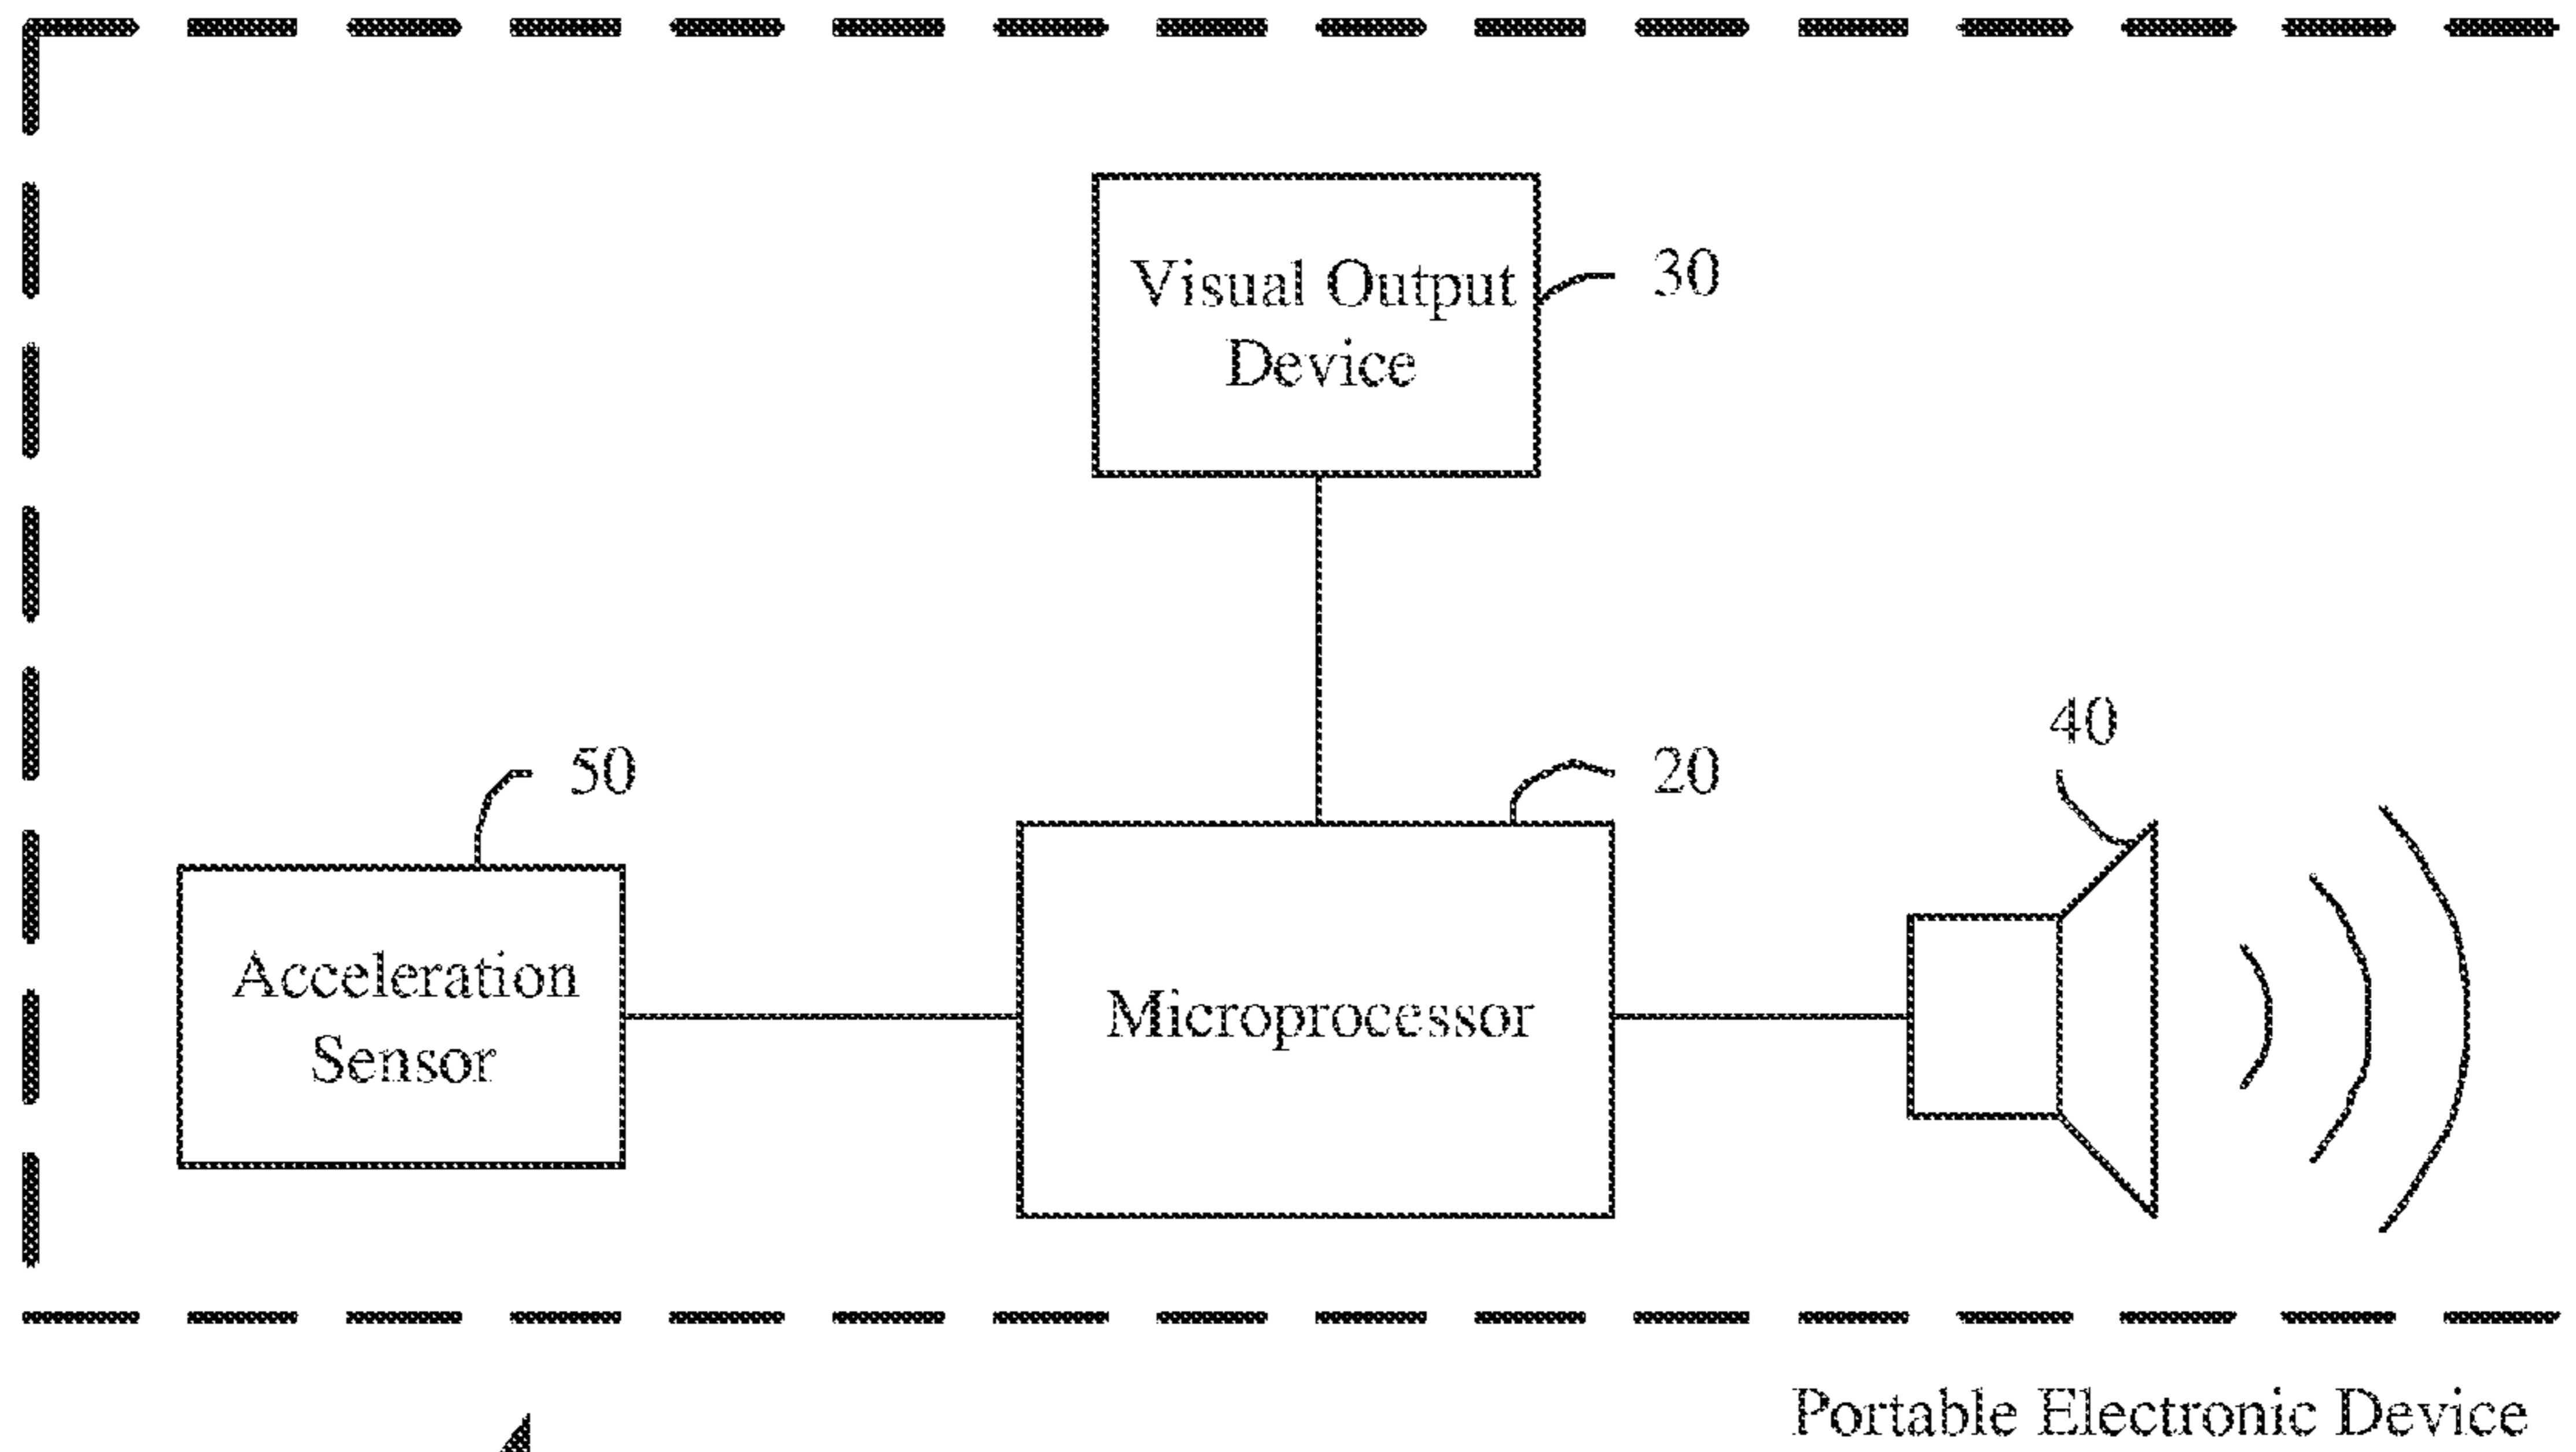 Visual Output
Device
30
40
50
20
Acceleration
Sensor
Microprocessor
Portable Electronic Device